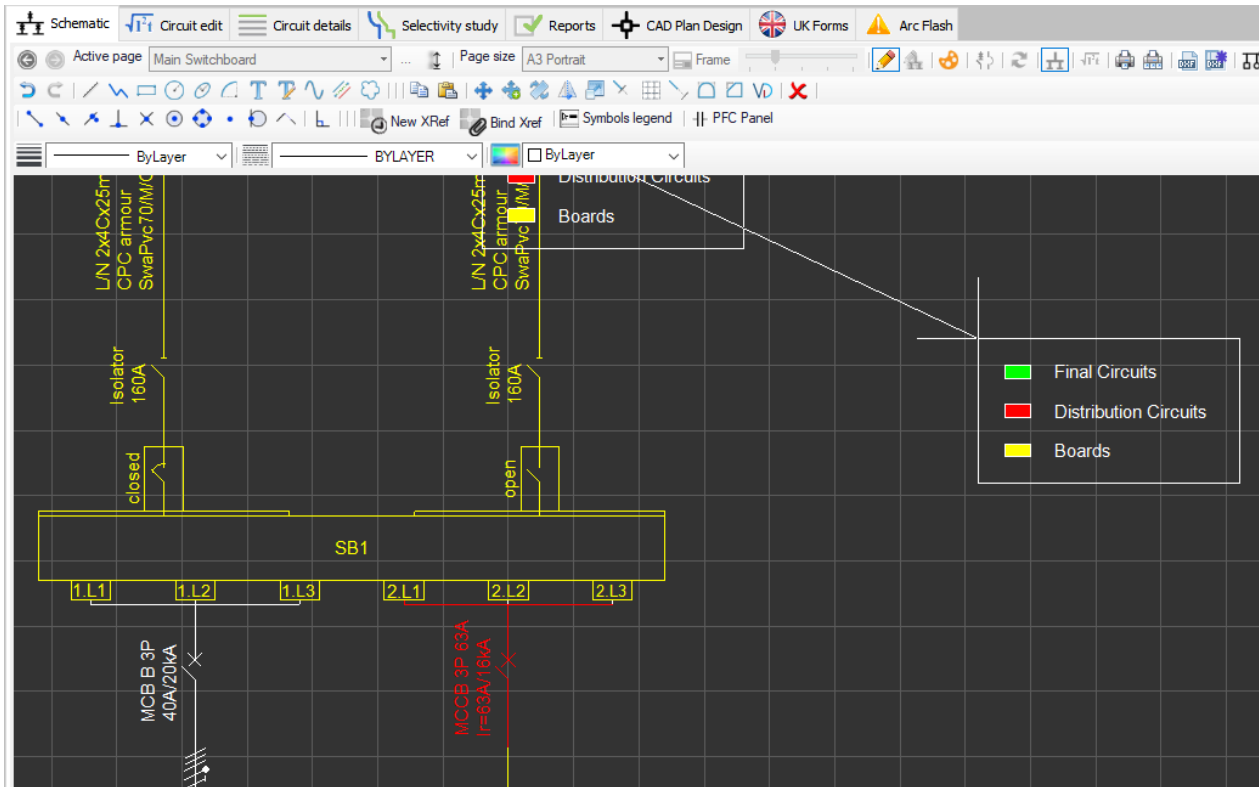 Schematic
Circuit edit
Circuit details
Selectivity study
Reports
CAD Plan Design
UK Forms
Arc Flash
Active page
Main Switchboard
...
Page size
A3 Portrait
Frame
New XRef
Bind Xref
Symbols legend
PFC Panel
ByLayer
BYLAYER
ByLayer
L/N 2x4Cx25m
CPC armour
SwaPvc70/M/C
L/N 2x4Cx25m
CPC armour
SwaPvc
Distribution Circuits
Boards
Isolator
160A
Isolator
160A
Final Circuits
Distribution Circuits
Boards
closed
open
SB1
1.L1
1.L2
1.L3
2.L1
2.L2
2.L3
MCB B 3P
40A/20kA
MCCB 3P 63A
Ir=63A/16kA